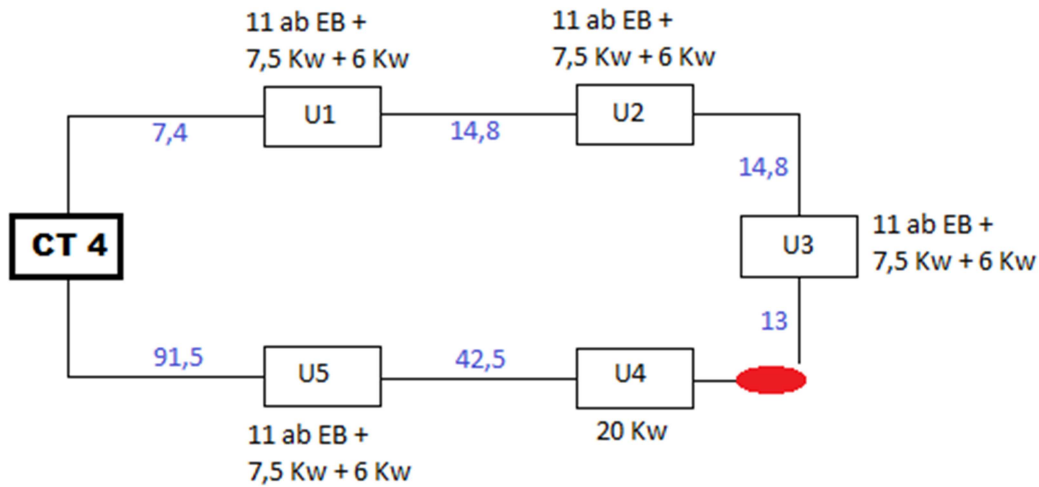 11 ab EB +
7,5 Kw + 6 Kw
11 ab EB +
7,5 Kw + 6 Kw
U1
U2
7,4
14,8
14,8
CT 4
U3
11 ab EB +
7,5 Kw + 6 Kw
13
91,5
42,5
U5
U4
11 ab EB +
7,5 Kw + 6 Kw
20 Kw